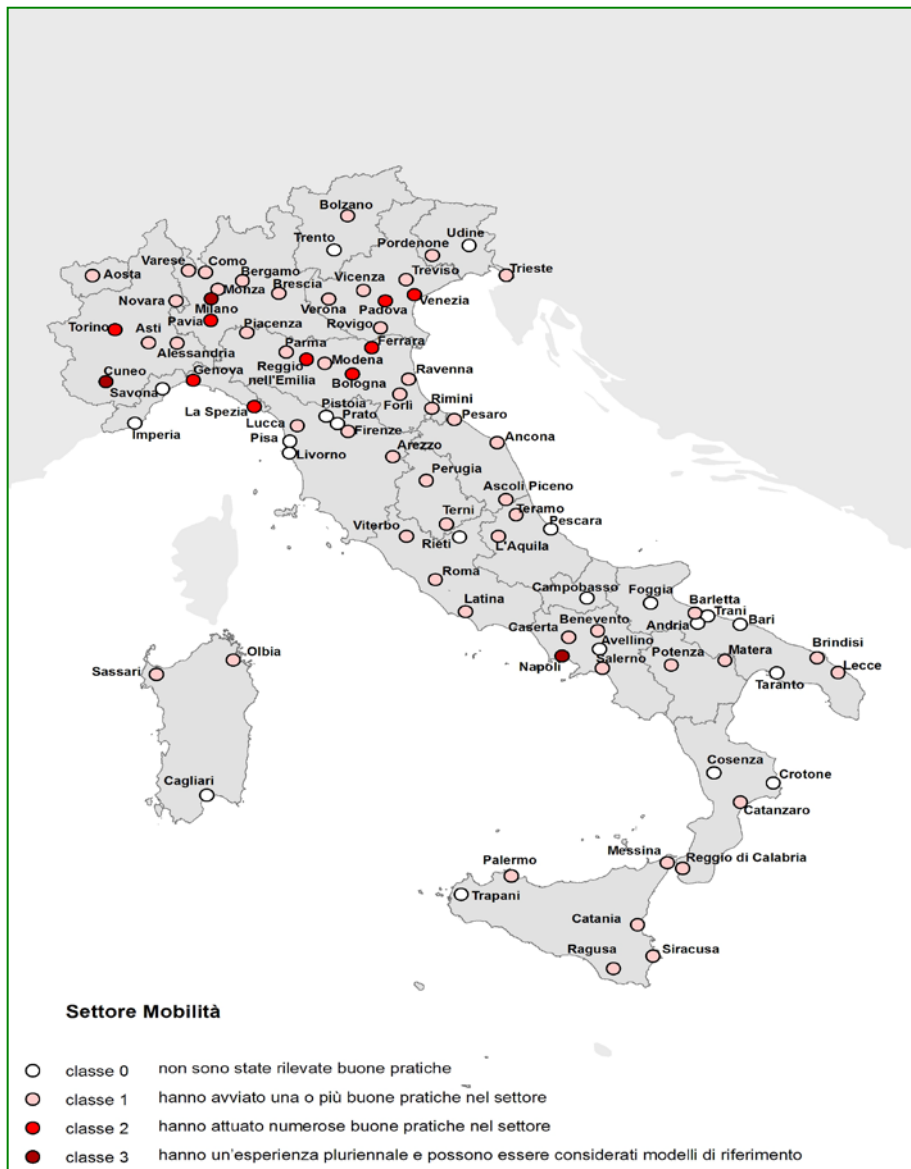 Bolzano
Trento
Udine
Pordenone
Varese
Como
Bergamo
Aosta
Monza
Brescia
Vicenza
Treviso
Trieste
Novara
Milano
Verona
Padova
Venezia
Torino
Asti
Pavia
Piacenza
Rovigo
Alessandria
Parma
Ferrara
Cuneo
Genova
Reggio
nell'Emilia
Modena
Bologna
Ravenna
Savona
La Spezia
Pistoia
Forlì
Rimini
Imperia
Lucca
Prato
Pesaro
Pisa
Firenze
Livorno
Arezzo
Ancona
Perugia
Ascoli Piceno
Viterbo
Terni
Teramo
Pescara
Rieti
L'Aquila
Roma
Campobasso
Foggia
Barletta
Trani
Latina
Benevento
Andria
Bari
Caserta
Avellino
Brindisi
Napoli
Salerno
Potenza
Matera
Lecce
Taranto
Olbia
Sassari
Cagliari
Cosenza
Crotone
Catanzaro
Messina
Reggio di Calabria
Palermo
Trapani
Catania
Ragusa
Siracusa
Settore Mobilità
classe 0 non sono state rilevate buone pratiche
classe 1 hanno avviato una o più buone pratiche nel settore
classe 2 hanno attuato numerose buone pratiche nel settore
classe 3 hanno un'esperienza pluriennale e possono essere considerati modelli di riferimento